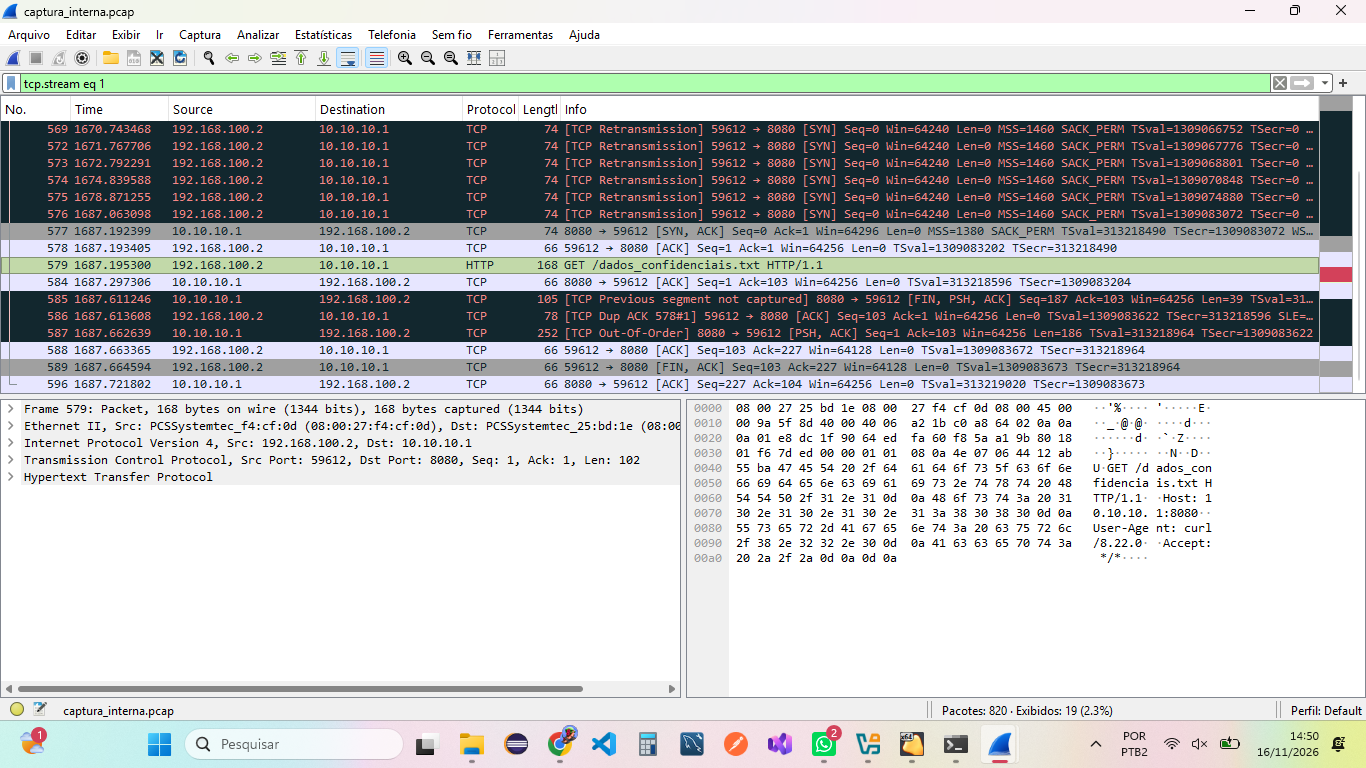 captura_interna.pcap
Arquivo Editar Exibir Ir Captura Analizar Estatísticas Telefonia Sem fio Ferramentas Ajuda
tcp.stream eq 1
No. Time Source Destination Protocol Lengtl Info
569 1670.743468 192.168.100.2 10.10.10.1 TCP 74 [TCP Retransmission] 59612 → 8080 [SYN] Seq=0 Win=64240 Len=0 MSS=1460 SACK_PERM TSval=1309066752 TSecr=0 …
572 1671.767706 192.168.100.2 10.10.10.1 TCP 74 [TCP Retransmission] 59612 → 8080 [SYN] Seq=0 Win=64240 Len=0 MSS=1460 SACK_PERM TSval=1309067776 TSecr=0 …
573 1672.792291 192.168.100.2 10.10.10.1 TCP 74 [TCP Retransmission] 59612 → 8080 [SYN] Seq=0 Win=64240 Len=0 MSS=1460 SACK_PERM TSval=1309068801 TSecr=0 …
574 1674.839588 192.168.100.2 10.10.10.1 TCP 74 [TCP Retransmission] 59612 → 8080 [SYN] Seq=0 Win=64240 Len=0 MSS=1460 SACK_PERM TSval=1309070848 TSecr=0 …
575 1678.871255 192.168.100.2 10.10.10.1 TCP 74 [TCP Retransmission] 59612 → 8080 [SYN] Seq=0 Win=64240 Len=0 MSS=1460 SACK_PERM TSval=1309074880 TSecr=0 …
576 1687.063098 192.168.100.2 10.10.10.1 TCP 74 [TCP Retransmission] 59612 → 8080 [SYN] Seq=0 Win=64240 Len=0 MSS=1460 SACK_PERM TSval=1309083072 TSecr=0 …
577 1687.192399 10.10.10.1 192.168.100.2 TCP 74 8080 → 59612 [SYN, ACK] Seq=0 Ack=1 Win=64296 Len=0 MSS=1380 SACK_PERM TSval=313218490 TSecr=1309083072 WS…
578 1687.193405 192.168.100.2 10.10.10.1 TCP 66 59612 → 8080 [ACK] Seq=1 Ack=1 Win=64256 Len=0 TSval=1309083202 TSecr=313218490
579 1687.195300 192.168.100.2 10.10.10.1 HTTP 168 GET /dados_confidenciais.txt HTTP/1.1
584 1687.297306 10.10.10.1 192.168.100.2 TCP 66 8080 → 59612 [ACK] Seq=1 Ack=103 Win=64256 Len=0 TSval=313218596 TSecr=1309083204
585 1687.611246 10.10.10.1 192.168.100.2 TCP 105 [TCP Previous segment not captured] 8080 → 59612 [FIN, PSH, ACK] Seq=187 Ack=103 Win=64256 Len=39 TSval=31…
586 1687.613608 192.168.100.2 10.10.10.1 TCP 78 [TCP Dup ACK 578#1] 59612 → 8080 [ACK] Seq=103 Ack=1 Win=64256 Len=0 TSval=1309083622 TSecr=313218596 SLE=…
587 1687.662639 10.10.10.1 192.168.100.2 TCP 252 [TCP Out-Of-Order] 8080 → 59612 [PSH, ACK] Seq=1 Ack=103 Win=64256 Len=186 TSval=313218964 TSecr=1309083622
588 1687.663365 192.168.100.2 10.10.10.1 TCP 66 59612 → 8080 [ACK] Seq=103 Ack=227 Win=64128 Len=0 TSval=1309083672 TSecr=313218964
589 1687.664594 192.168.100.2 10.10.10.1 TCP 66 59612 → 8080 [FIN, ACK] Seq=103 Ack=227 Win=64128 Len=0 TSval=1309083673 TSecr=313218964
596 1687.721802 10.10.10.1 192.168.100.2 TCP 66 8080 → 59612 [ACK] Seq=227 Ack=104 Win=64256 Len=0 TSval=313219020 TSecr=1309083673
Frame 579: Packet, 168 bytes on wire (1344 bits), 168 bytes captured (1344 bits)
Ethernet II, Src: PCSSystemtec_f4:cf:0d (08:00:27:f4:cf:0d), Dst: PCSSystemtec_25:bd:1e (08:00
Internet Protocol Version 4, Src: 192.168.100.2, Dst: 10.10.10.1
Transmission Control Protocol, Src Port: 59612, Dst Port: 8080, Seq: 1, Ack: 1, Len: 102
Hypertext Transfer Protocol
0000 08 00 27 25 bd 1e 08 00 27 f4 cf 0d 08 00 45 00 ··'%···· '·····E·
0010 00 9a 5f 8d 40 00 40 06 a2 1b c0 a8 64 02 0a 0a ··_·@·@· ····d···
0020 0a 01 e8 dc 1f 90 64 ed fa 60 f8 5a a1 9b 80 18 ······d· ·`·Z····
0030 01 f6 7d ed 00 00 01 01 08 0a 4e 07 06 44 12 ab ··}····· ··N··D··
0040 55 ba 47 45 54 20 2f 64 61 64 6f 73 5f 63 6f 6e U·GET /d ados_con
0050 66 69 64 65 6e 63 69 61 69 73 2e 74 78 74 20 48 fidencia is.txt H
0060 54 54 50 2f 31 2e 31 0d 0a 48 6f 73 74 3a 20 31 TTP/1.1· ·Host: 1
0070 30 2e 31 30 2e 31 30 2e 31 3a 38 30 38 30 0d 0a 0.10.10. 1:8080··
0080 55 73 65 72 2d 41 67 65 6e 74 3a 20 63 75 72 6c User-Age nt: curl
0090 2f 38 2e 32 32 2e 30 0d 0a 41 63 63 65 70 74 3a /8.22.0· ·Accept:
00a0 20 2a 2f 2a 0d 0a 0d 0a */*····
captura_interna.pcap
Pacotes: 820 · Exibidos: 19 (2.3%)
Perfil: Default
1
Pesquisar
2
x64
POR
PTB2
14:50
16/11/2026